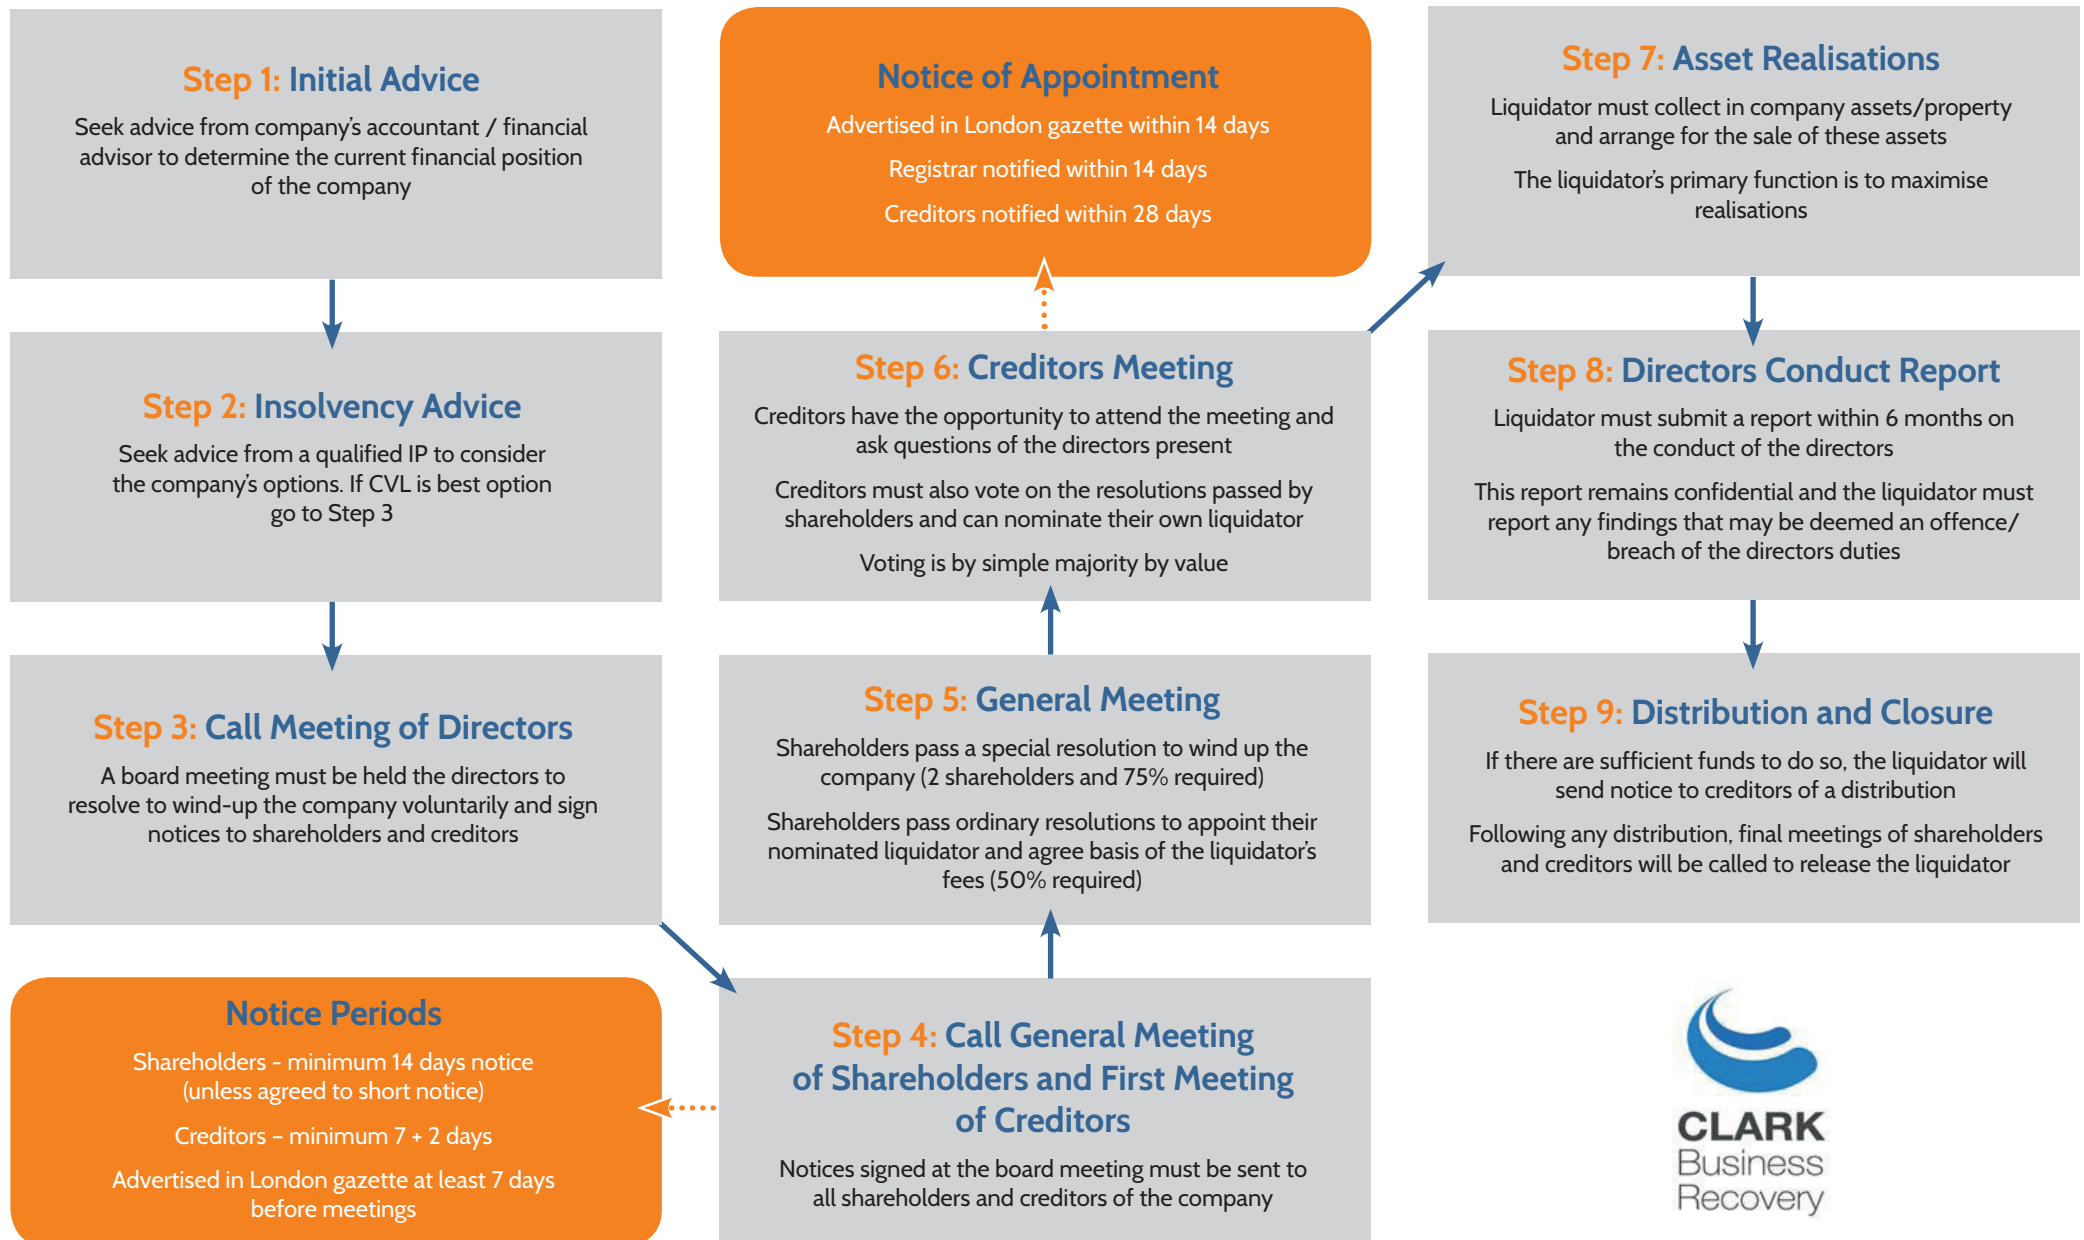 Step 1: Initial Advice
Seek advice from company's accountant / financial
advisor to determine the current financial position
of the company
Step 2: Insolvency Advice
Seek advice from a qualified IP to consider
the company's options. If CVL is best option
go to Step 3
Step 3: Call Meeting of Directors
A board meeting must be held the directors to
resolve to wind-up the company voluntarily and sign
notices to shareholders and creditors
Notice Periods
Shareholders - minimum 14 days notice
(unless agreed to short notice)
Creditors – minimum 7 + 2 days
Advertised in London gazette at least 7 days
before meetings
Step 4: Call General Meeting
of Shareholders and First Meeting
of Creditors
Notices signed at the board meeting must be sent to
all shareholders and creditors of the company
Step 5: General Meeting
Shareholders pass a special resolution to wind up the
company (2 shareholders and 75% required)
Shareholders pass ordinary resolutions to appoint their
nominated liquidator and agree basis of the liquidator's
fees (50% required)
Step 6: Creditors Meeting
Creditors have the opportunity to attend the meeting and
ask questions of the directors present
Creditors must also vote on the resolutions passed by
shareholders and can nominate their own liquidator
Voting is by simple majority by value
Notice of Appointment
Advertised in London gazette within 14 days
Registrar notified within 14 days
Creditors notified within 28 days
Step 7: Asset Realisations
Liquidator must collect in company assets/property
and arrange for the sale of these assets
The liquidator's primary function is to maximise
realisations
Step 8: Directors Conduct Report
Liquidator must submit a report within 6 months on
the conduct of the directors
This report remains confidential and the liquidator must
report any findings that may be deemed an offence/
breach of the directors duties
Step 9: Distribution and Closure
If there are sufficient funds to do so, the liquidator will
send notice to creditors of a distribution
Following any distribution, final meetings of shareholders
and creditors will be called to release the liquidator
CLARK
Business
Recovery